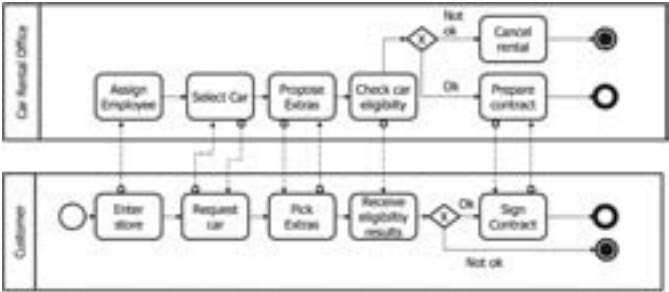 Car Rental Office
Not
ok
Cancel
rental
Assign
Employee
Select Car
Propose
Extras
Check car
eligibility
Ok
Prepare
contract
X
Customer
Enter
store
Request
car
Pick
Extras
Receive
eligibility
results
X
Ok
Sign
Contract
Not ok